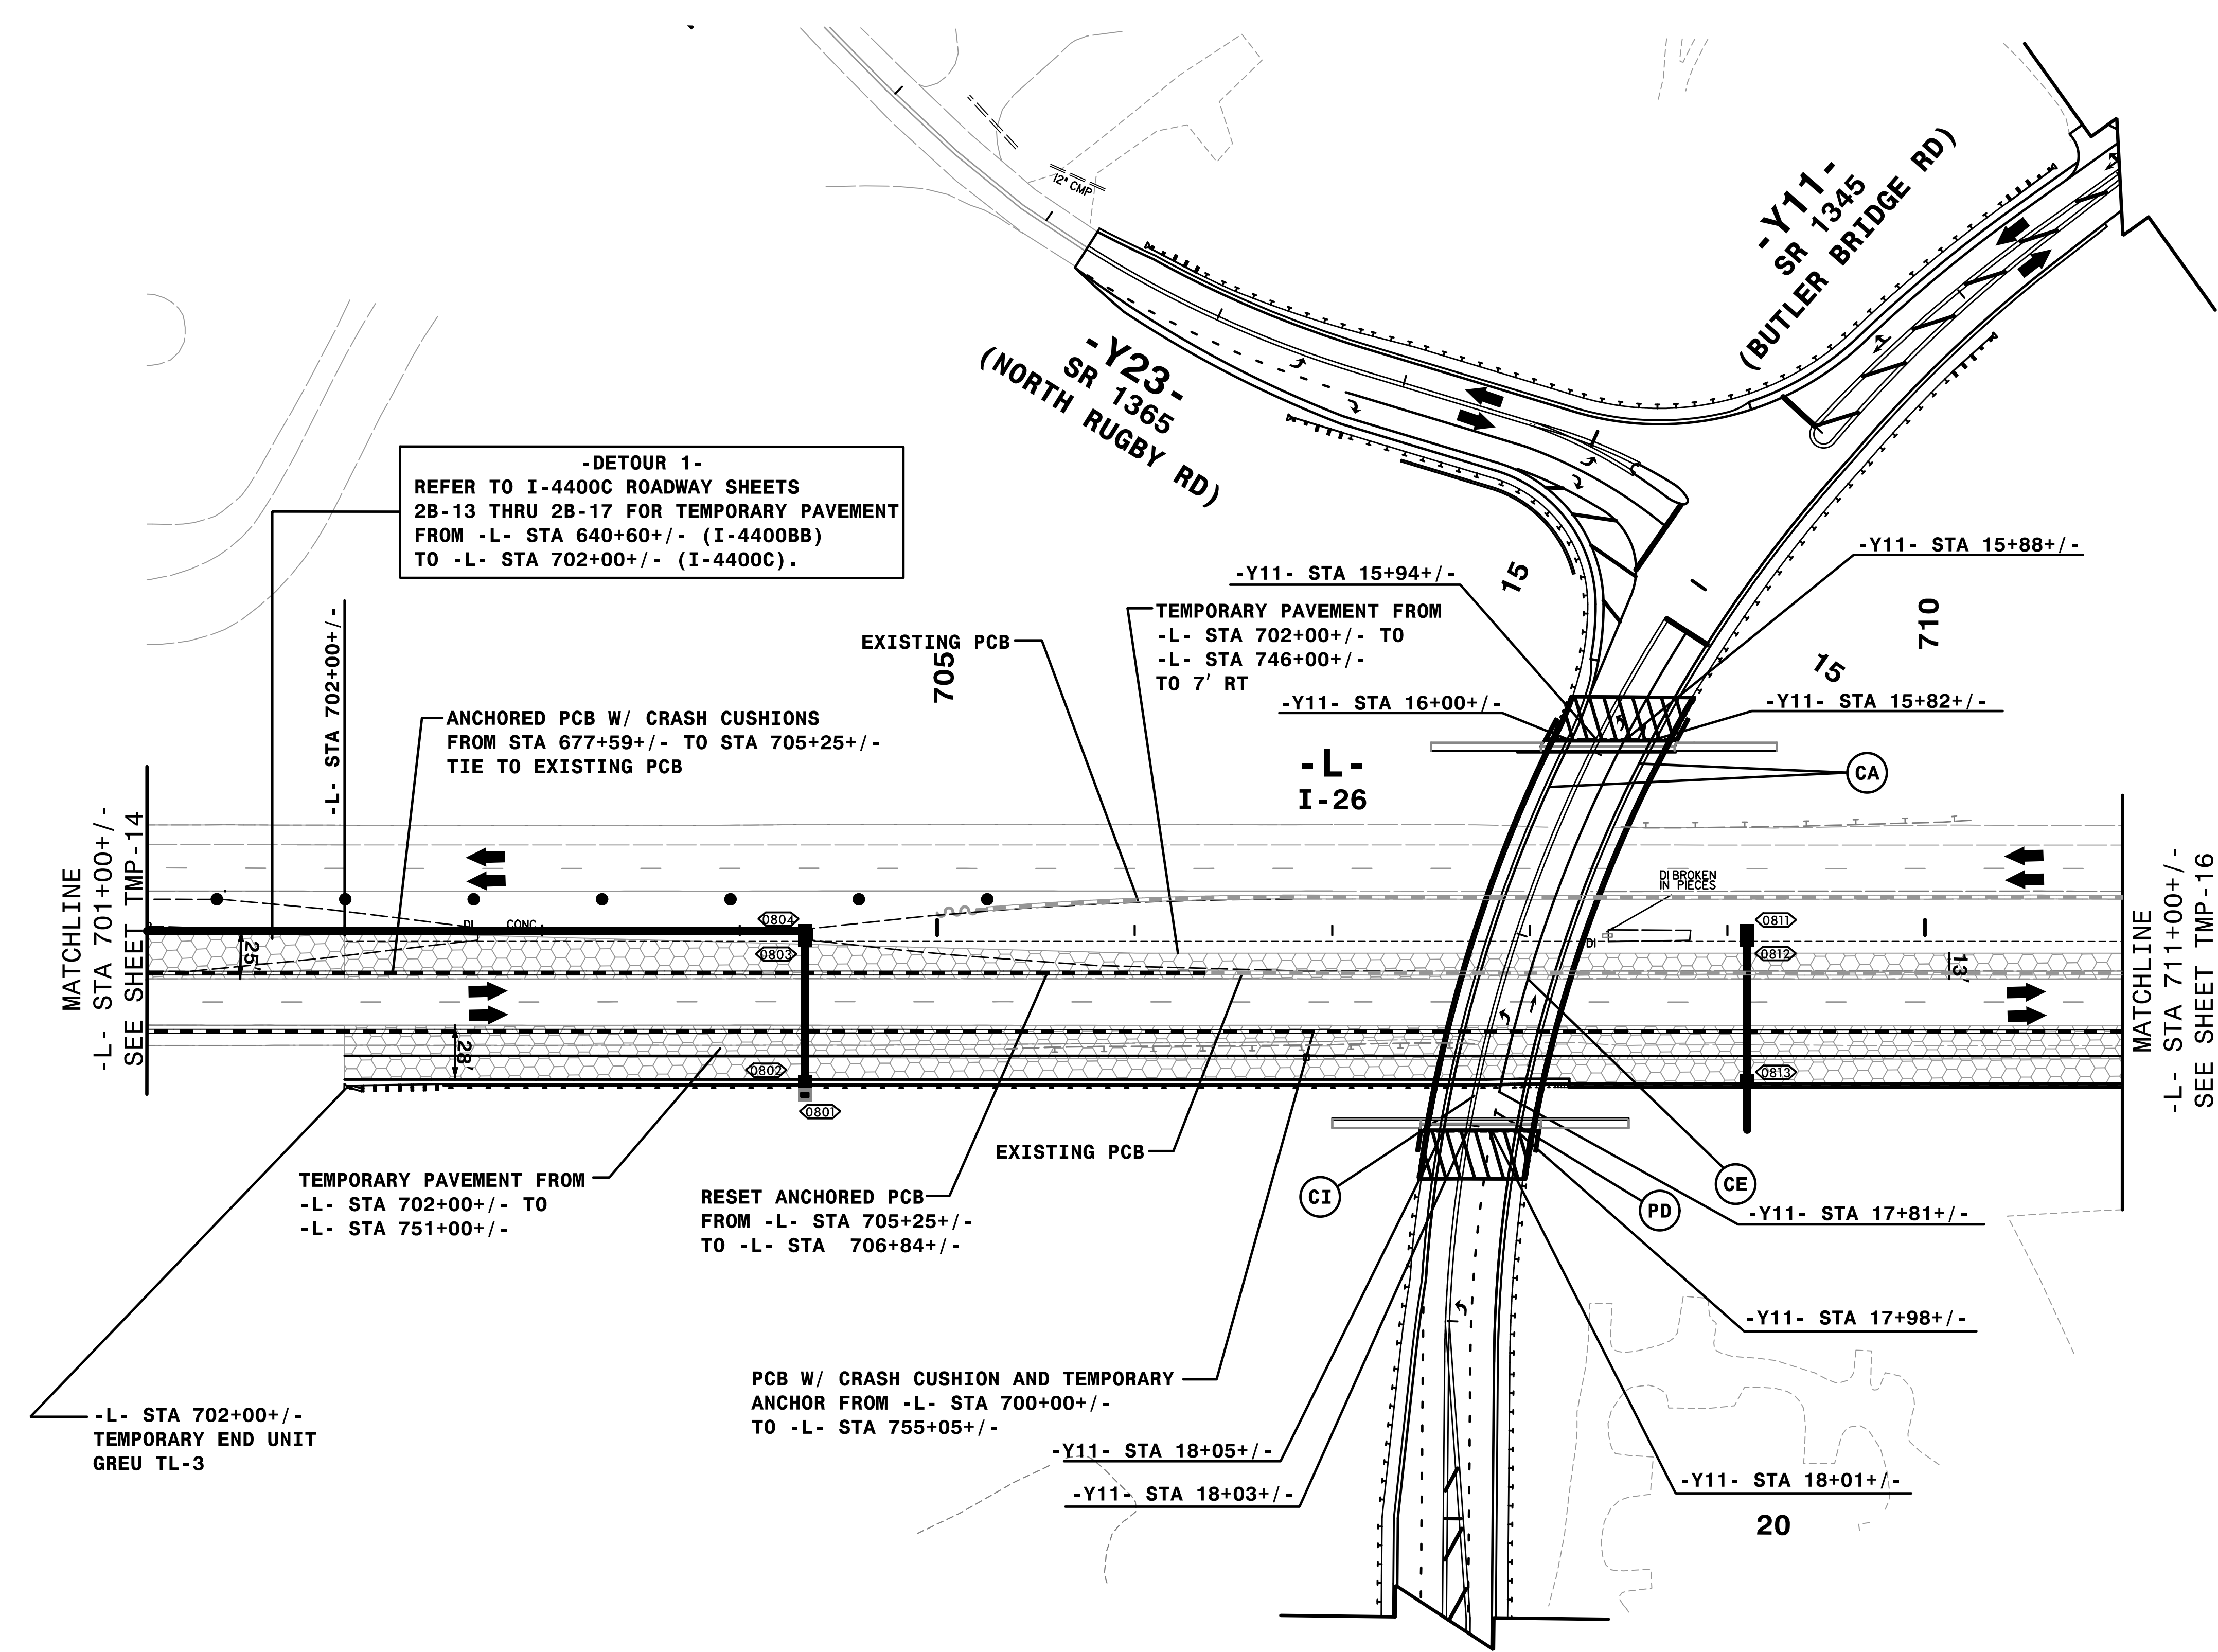 12" CMP
-Y11-
SR 1345
(BUTLER BRIDGE RD)
-Y23-
SR 1365
(NORTH RUGBY RD)
-DETOUR 1-
REFER TO I-4400C ROADWAY SHEETS
2B-13 THRU 2B-17 FOR TEMPORARY PAVEMENT
FROM -L- STA 640+60+/- (I-4400BB)
TO -L- STA 702+00+/- (I-4400C).
-Y11- STA 15+88+/-
15
-Y11- STA 15+94+/-
710
TEMPORARY PAVEMENT FROM
-L- STA 702+00+/- TO
-L- STA 746+00+/-
TO 7' RT
EXISTING PCB
705
-L- STA 702+00+/-
15
-Y11- STA 16+00+/-
-Y11- STA 15+82+/-
ANCHORED PCB W/ CRASH CUSHIONS
FROM STA 677+59+/- TO STA 705+25+/-
TIE TO EXISTING PCB
-L-
I-26
CA
MATCHLINE
-L- STA 701+00+/-
SEE SHEET TMP-14
DI BROKEN
IN PIECES
MATCHLINE
-L- STA 711+00+/-
SEE SHEET TMP-16
DI
CONC
0804
0811
DI
0803
0812
25'
13'
28'
0802
0813
0801
EXISTING PCB
TEMPORARY PAVEMENT FROM
-L- STA 702+00+/- TO
-L- STA 751+00+/-
RESET ANCHORED PCB
FROM -L- STA 705+25+/-
TO -L- STA 706+84+/-
CI
PD
CE
-Y11- STA 17+81+/-
-Y11- STA 17+98+/-
PCB W/ CRASH CUSHION AND TEMPORARY
ANCHOR FROM -L- STA 700+00+/-
TO -L- STA 755+05+/-
-L- STA 702+00+/-
TEMPORARY END UNIT
GREU TL-3
-Y11- STA 18+05+/-
-Y11- STA 18+03+/-
-Y11- STA 18+01+/-
20